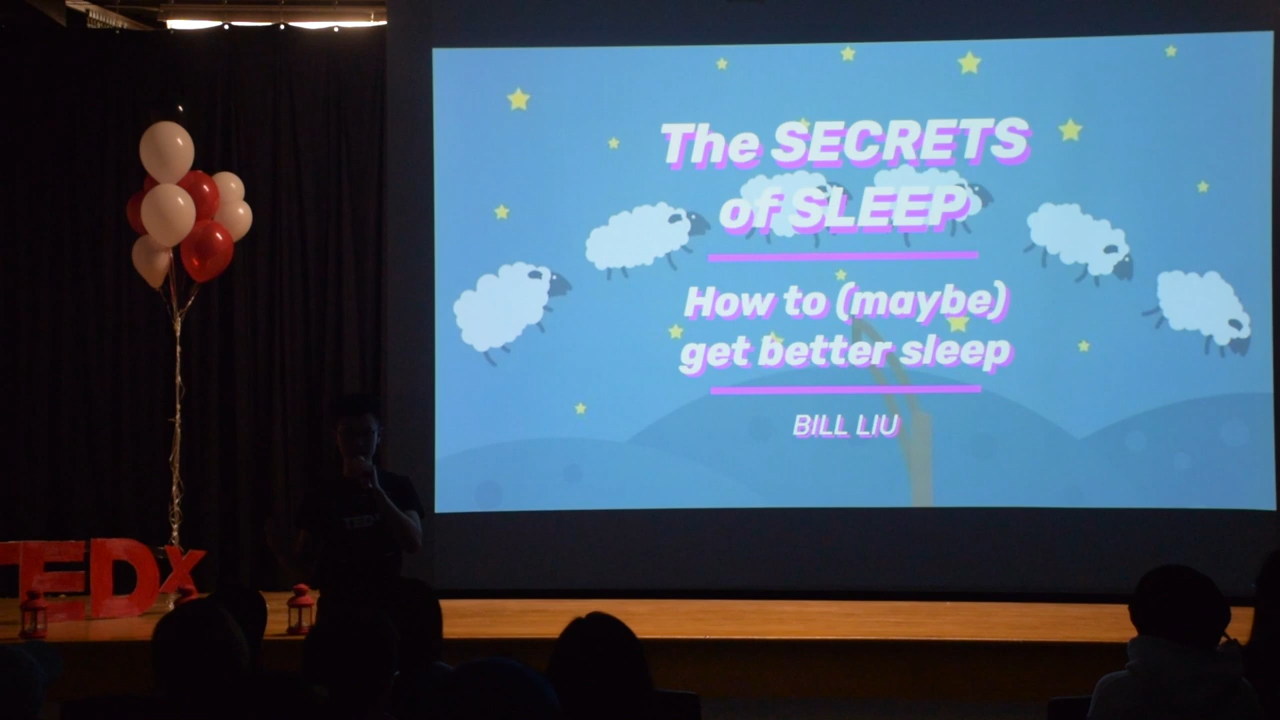 The SECRETS
of SLEEP
How to (maybe)
get better sleep
BILL LIU
TEDx